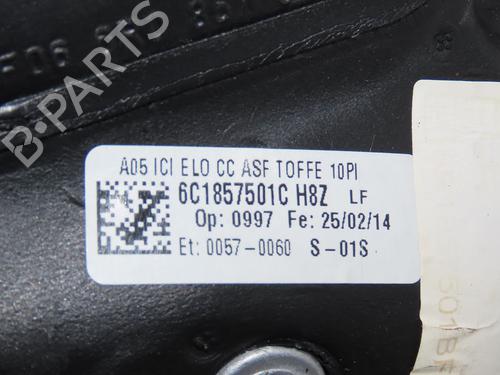 B-PARTS
A05 ICI ELO CC ASF TOFFE 10PI
6C1857501C H8Z LF
Op: 0997 Fe: 25/02/14
Et: 0057-0060 S-01S